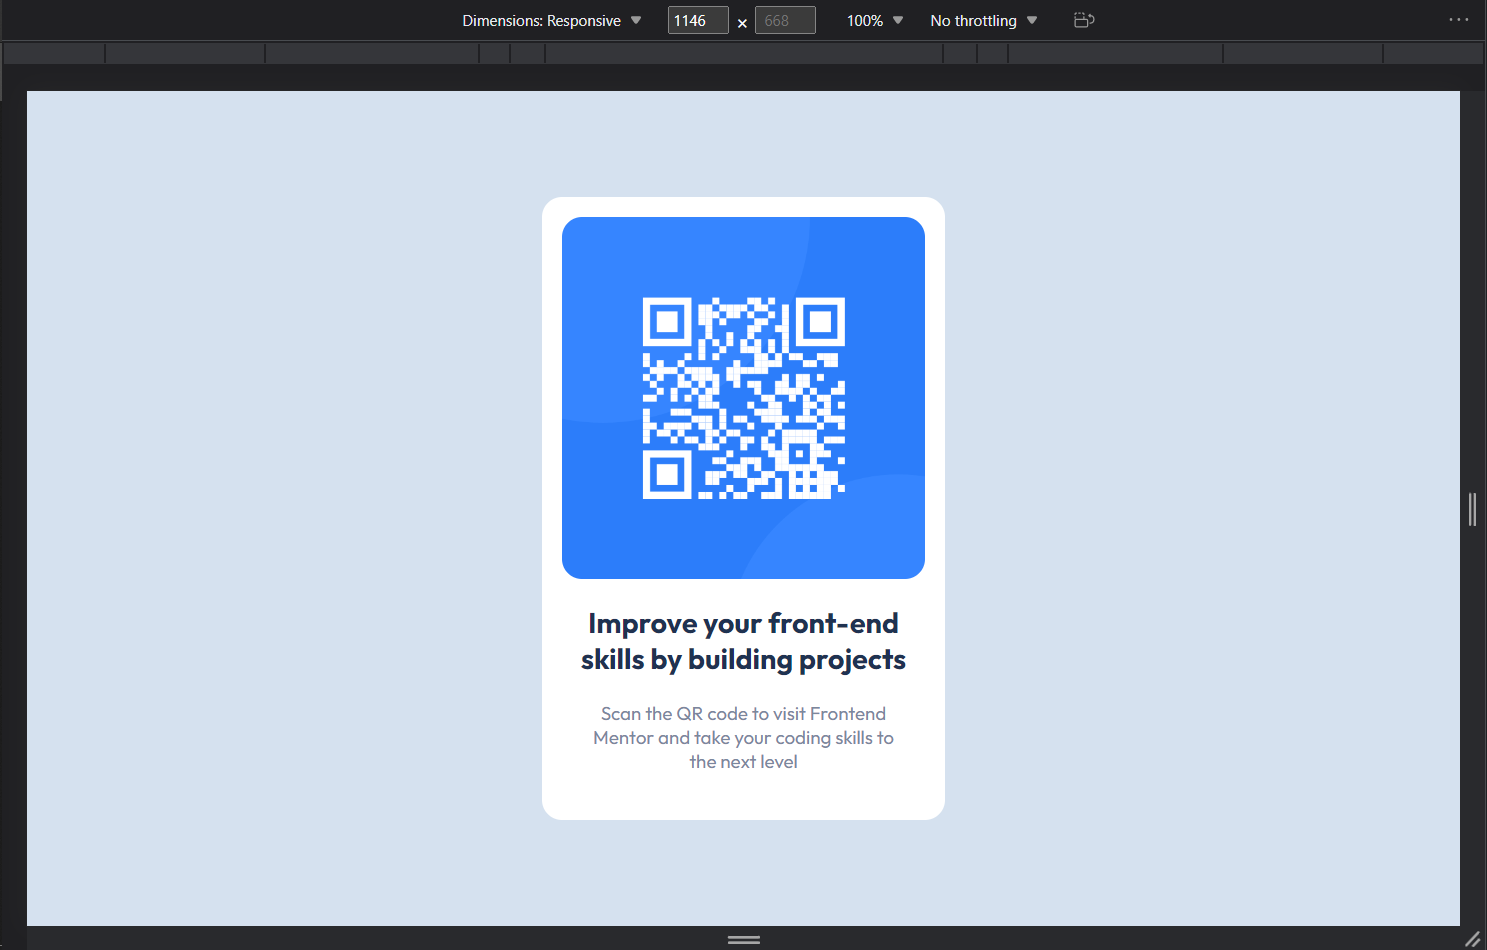 Dimensions: Responsive 1146 × 668 100% No throttling
Improve your front-end
skills by building projects
Scan the QR code to visit Frontend
Mentor and take your coding skills to
the next level